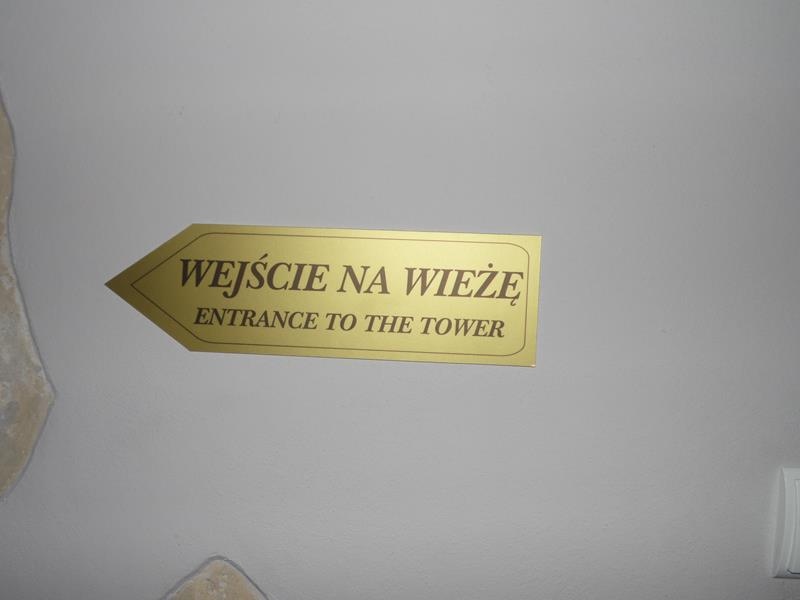 WEJŚCIE NA WIEŻĘ
ENTRANCE TO THE TOWER